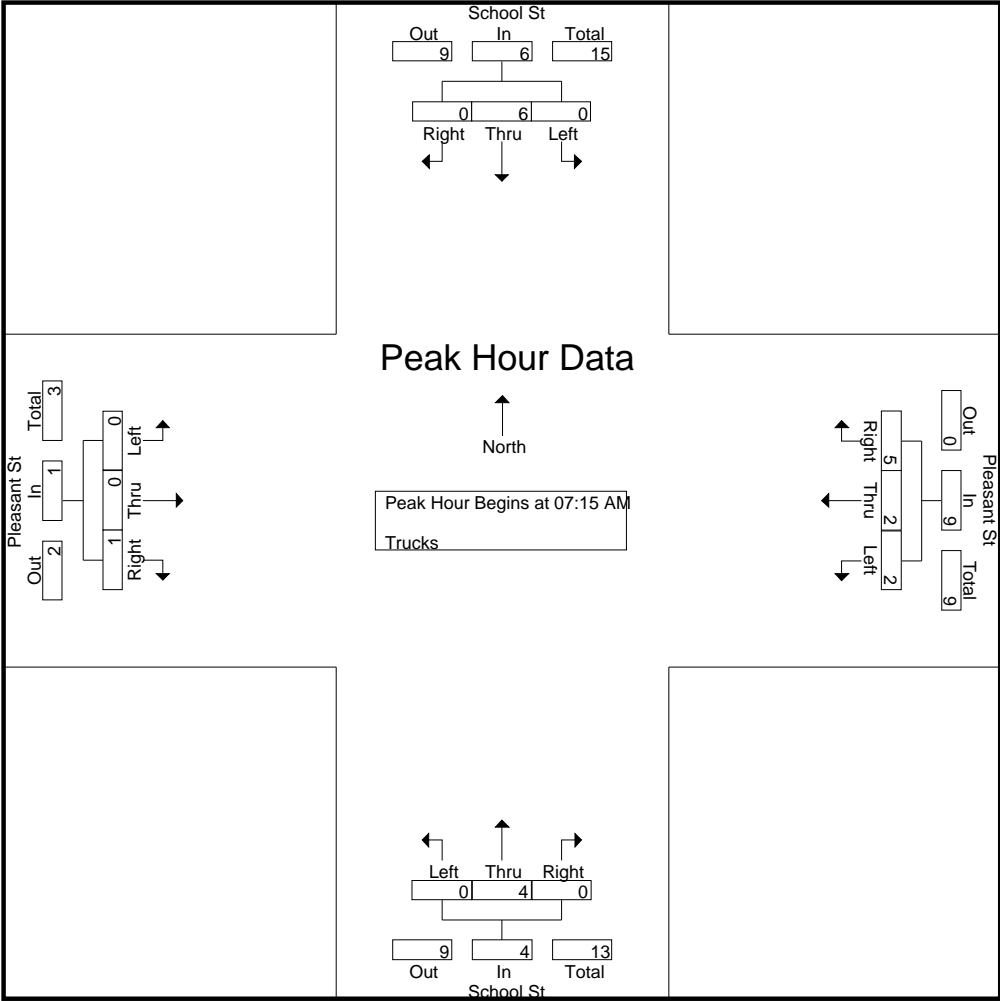 School St
Out In Total
9 6 15
0 6 0
Right Thru Left
Peak Hour Data
North
Peak Hour Begins at 07:15 AM
Trucks
Pleasant St
Total In Out
3 1 2
0 0 1
Left Thru Right
Pleasant St
Out In Total
0 9 9
5 2 2
Right Thru Left
Left Thru Right
0 4 0
9 4 13
Out In Total
School St